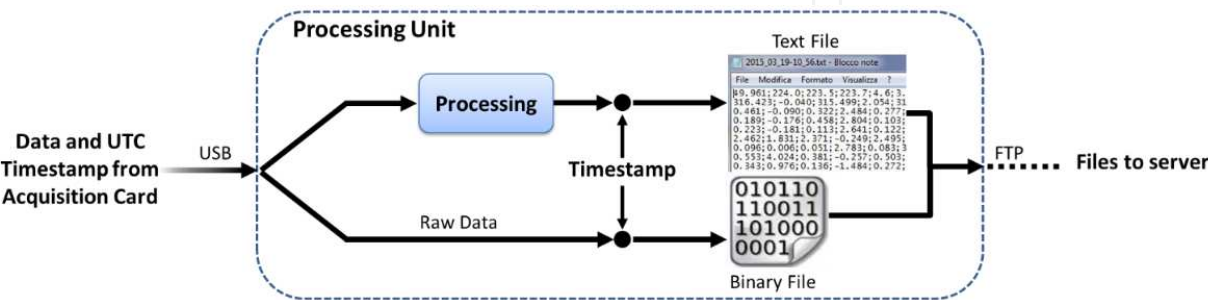 Processing Unit
Text File
2015_03_19-10_56.txt - Blocco note
File Modifica Formato Visualizza ?
49.961;224.0;223.5;223.7;4.6;3.
316.423;-0.040;315.499;2.054;31
0.461;-0.090;0.322;2.484;0.277;
0.189;-0.176;0.458;2.804;0.103;
0.223;-0.181;0.113;2.641;0.122;
2.462;1.831;2.371;-0.249;2.495;
0.096;0.006;0.051;2.783;0.083;3
0.553;4.024;0.381;-0.257;0.503;
0.343;0.976;0.136;-1.484;0.272;
Processing
Data and UTC
Timestamp from
Acquisition Card
USB
Timestamp
FTP
Files to server
Raw Data
010110
110011
101000
0001
Binary File